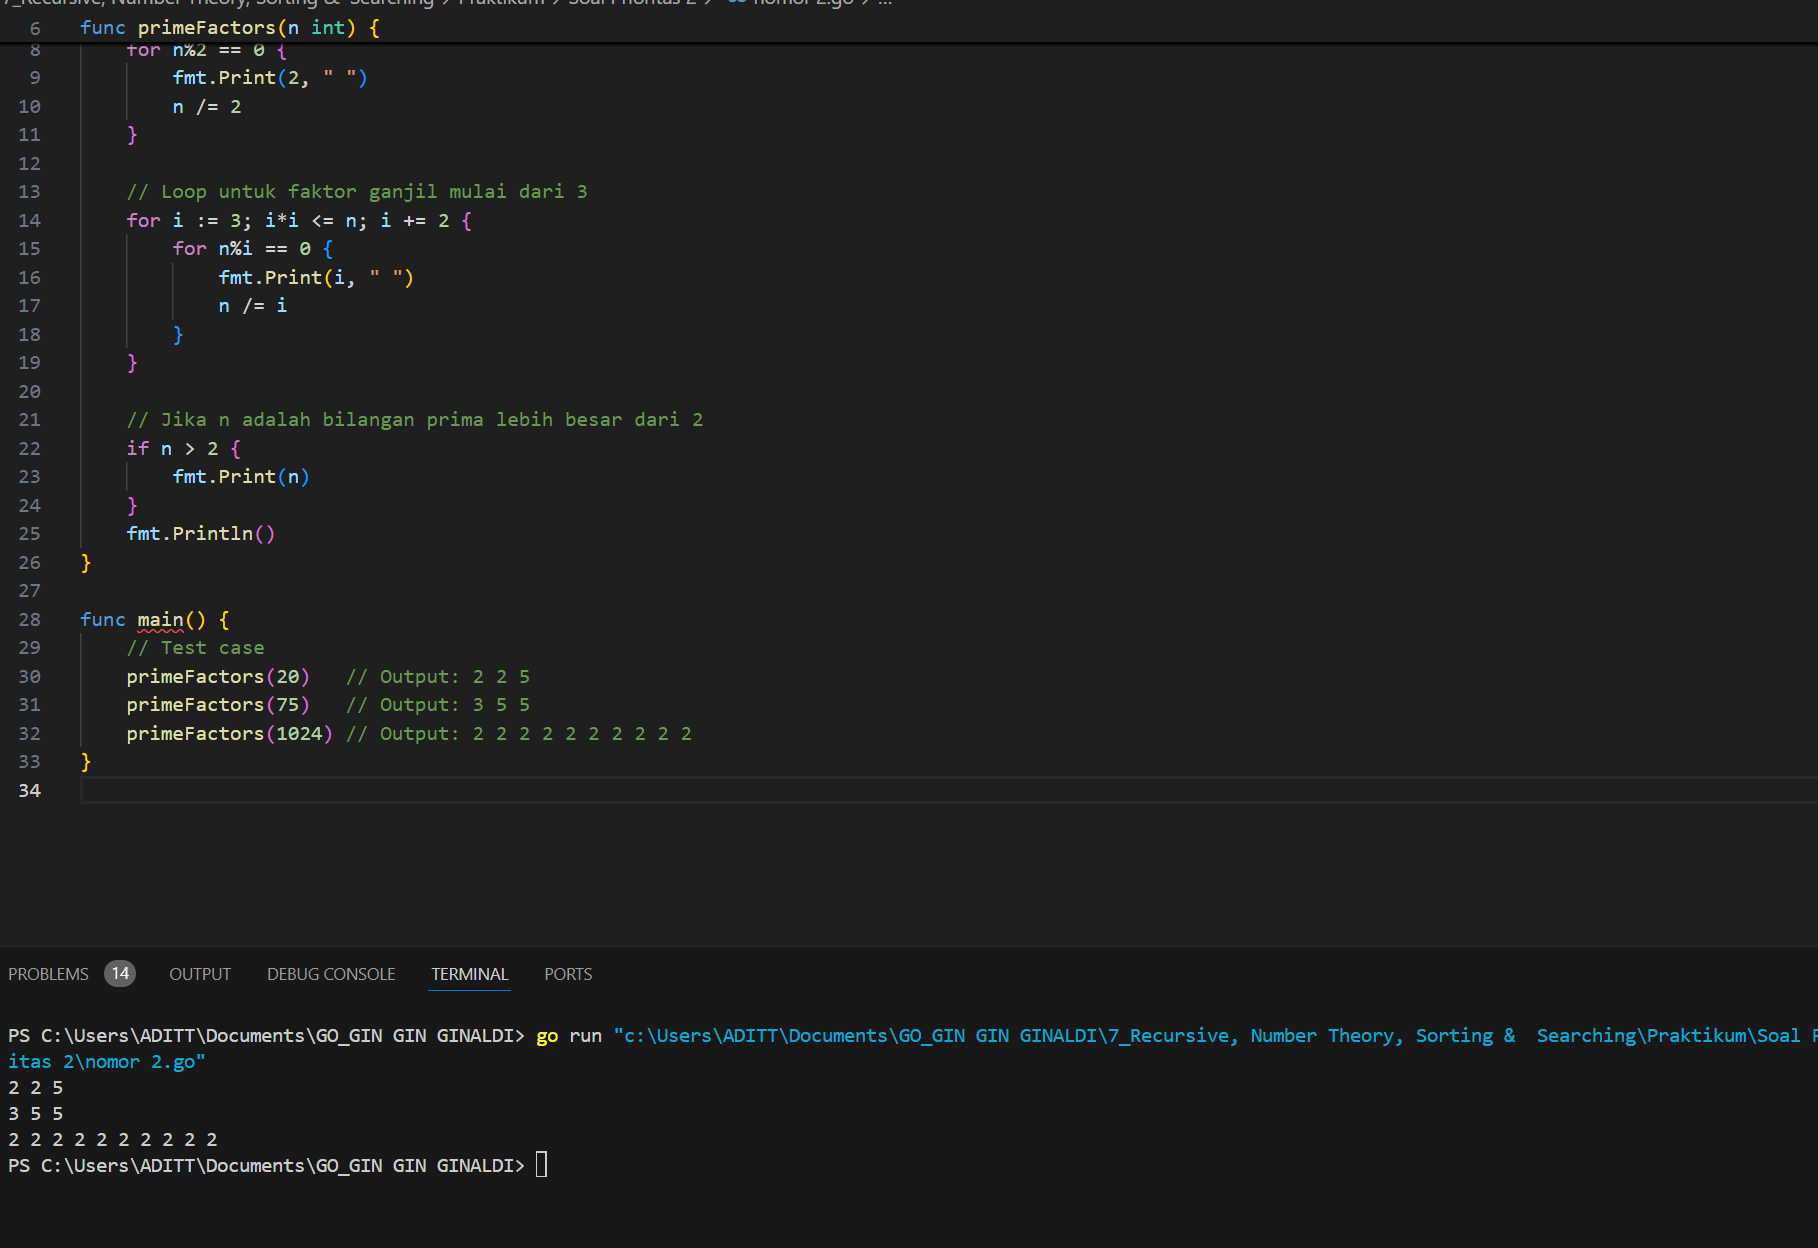 7_Recursive, Number Theory, Sorting & Searching > Praktikum > Soal Prioritas 2 > nomor 2.go > ...
6 func primeFactors(n int) {
8 for n%2 == 0 {
9 fmt.Print(2, " ")
10 n /= 2
11 }
12
13 // Loop untuk faktor ganjil mulai dari 3
14 for i := 3; i*i <= n; i += 2 {
15 for n%i == 0 {
16 fmt.Print(i, " ")
17 n /= i
18 }
19 }
20
21 // Jika n adalah bilangan prima lebih besar dari 2
22 if n > 2 {
23 fmt.Print(n)
24 }
25 fmt.Println()
26 }
27
28 func main() {
29 // Test case
30 primeFactors(20) // Output: 2 2 5
31 primeFactors(75) // Output: 3 5 5
32 primeFactors(1024) // Output: 2 2 2 2 2 2 2 2 2 2
33 }
34
PROBLEMS 14 OUTPUT DEBUG CONSOLE TERMINAL PORTS
PS C:\Users\ADITT\Documents\GO_GIN GIN GINALDI> go run "c:\Users\ADITT\Documents\GO_GIN GIN GINALDI\7_Recursive, Number Theory, Sorting &  Searching\Praktikum\Soal P
itas 2\nomor 2.go"
2 2 5
3 5 5
2 2 2 2 2 2 2 2 2 2
PS C:\Users\ADITT\Documents\GO_GIN GIN GINALDI>